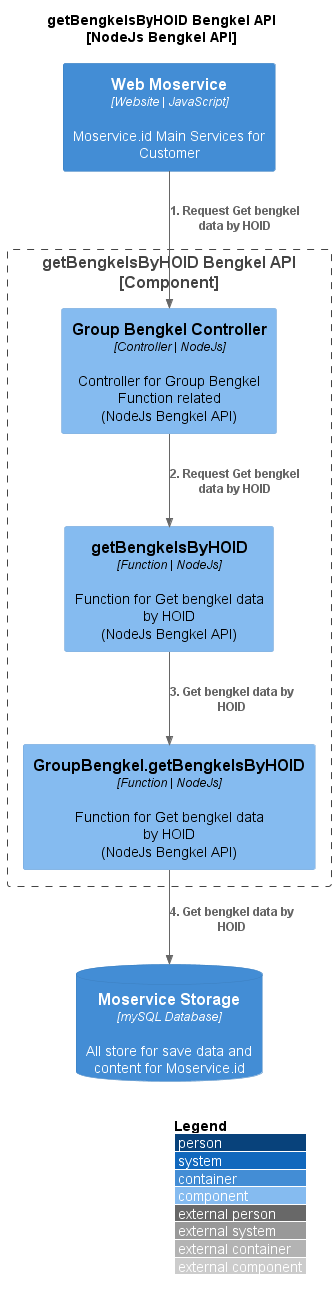 getBengkelsByHOID Bengkel API
[NodeJs Bengkel API]
Web Moservice
[Website | JavaScript]
Moservice.id Main Services for
Customer
1. Request Get bengkel
data by HOID
getBengkelsByHOID Bengkel API
[Component]
Group Bengkel Controller
[Controller | NodeJs]
Controller for Group Bengkel
Function related
(NodeJs Bengkel API)
2. Request Get bengkel
data by HOID
getBengkelsByHOID
[Function | NodeJs]
Function for Get bengkel data
by HOID
(NodeJs Bengkel API)
3. Get bengkel data by
HOID
GroupBengkel.getBengkelsByHOID
[Function | NodeJs]
Function for Get bengkel data
by HOID
(NodeJs Bengkel API)
4. Get bengkel data by
HOID
Moservice Storage
[mySQL Database]
All store for save data and
content for Moservice.id
Legend
person
system
container
component
external person
external system
external container
external component